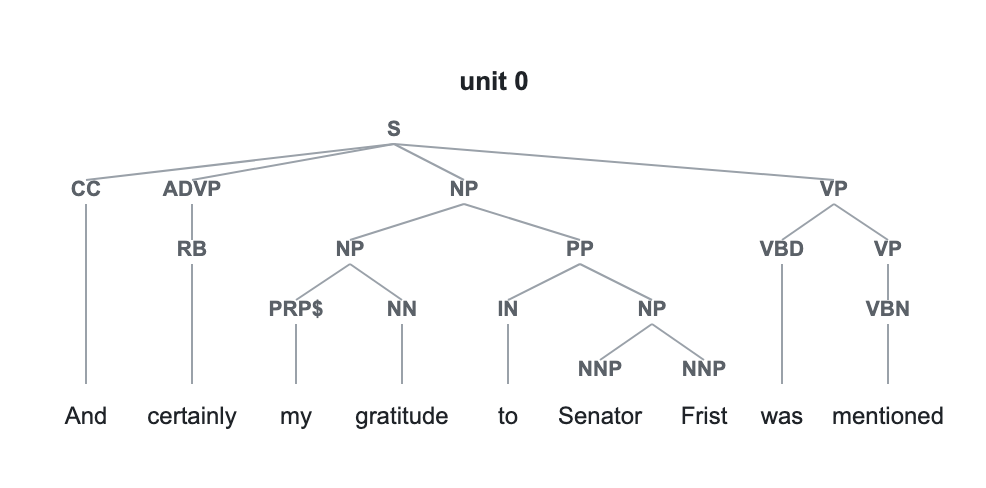 unit 0
S
CC ADVP NP VP
RB NP PP VBD VP
PRP$ NN IN NP VBN
NNP NNP
And certainly my gratitude to Senator Frist was mentioned